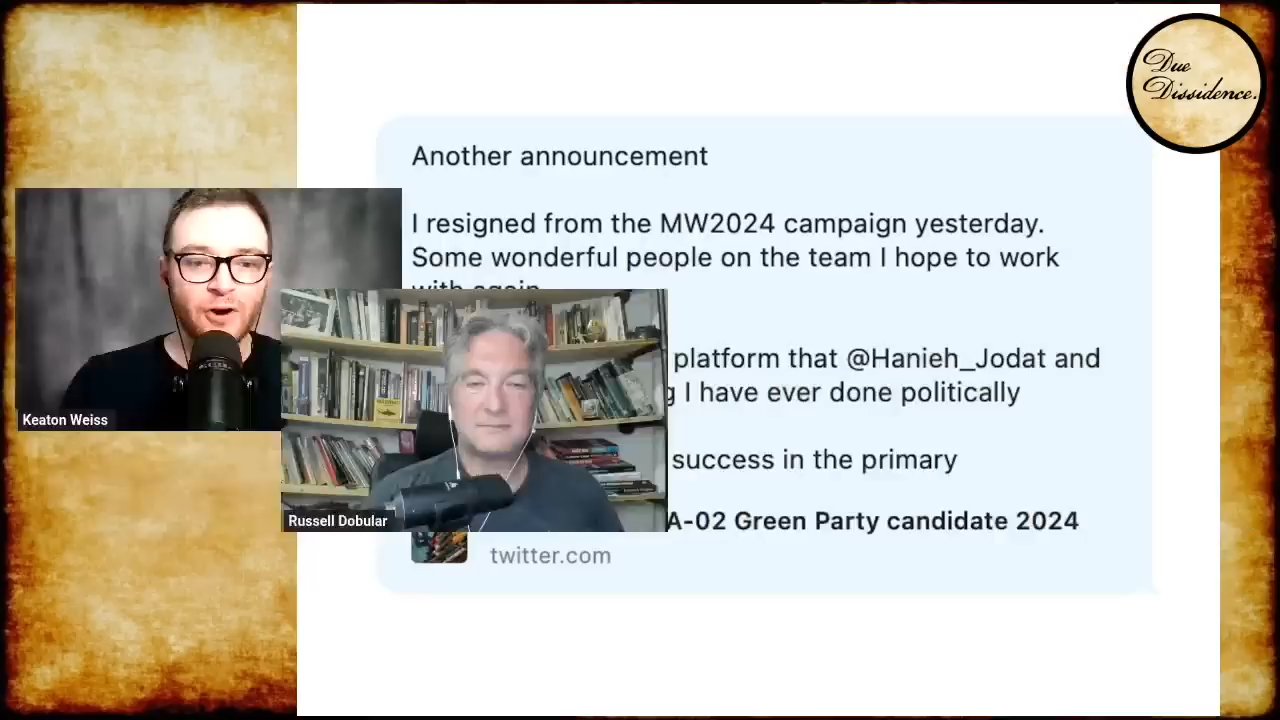 Due
Dissidence.
Another announcement
I resigned from the MW2024 campaign yesterday.
Some wonderful people on the team I hope to work
with again
platform that @Hanieh_Jodat and
I have ever done politically
success in the primary
A-02 Green Party candidate 2024
twitter.com
Keaton Weiss
Russell Dobular